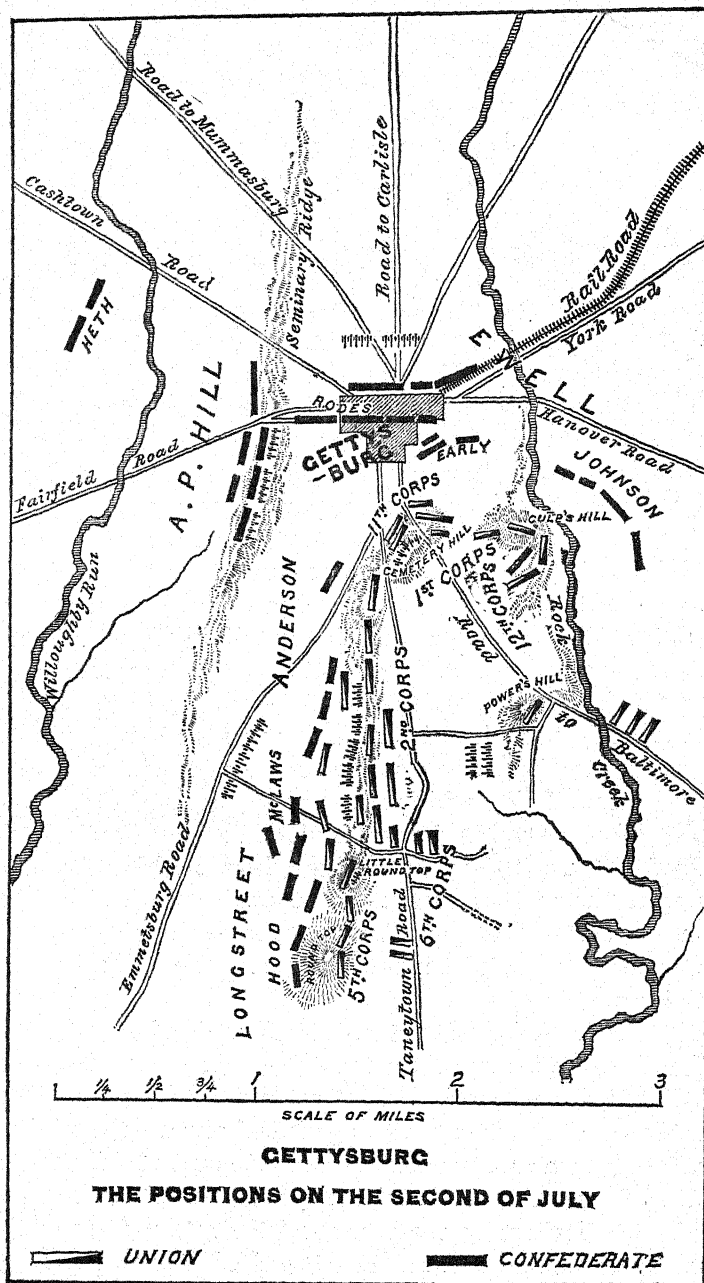 Road to Mummasburg
Road to Carlisle
Cashtown Road
Seminary Ridge
Rail Road
York Road
HETH
EWELL
A. P. HILL
RODES
Hanover Road
GETTYS
-BURG
EARLY
JOHNSON
Fairfield Road
11TH CORPS
CULP'S HILL
CEMETERY HILL
1ST CORPS
12TH CORPS
Willoughby Run
ANDERSON
Rock Creek
2ND CORPS
POWER'S HILL
Road to Baltimore
McLAWS
LITTLE
ROUND TOP
Emmetsburg Road
LONGSTREET
HOOD
ROUND TOP
5TH CORPS
6TH CORPS
Taneytown Road
1/4 1/2 3/4 1 2 3
SCALE OF MILES
GETTYSBURG
THE POSITIONS ON THE SECOND OF JULY
UNION
CONFEDERATE